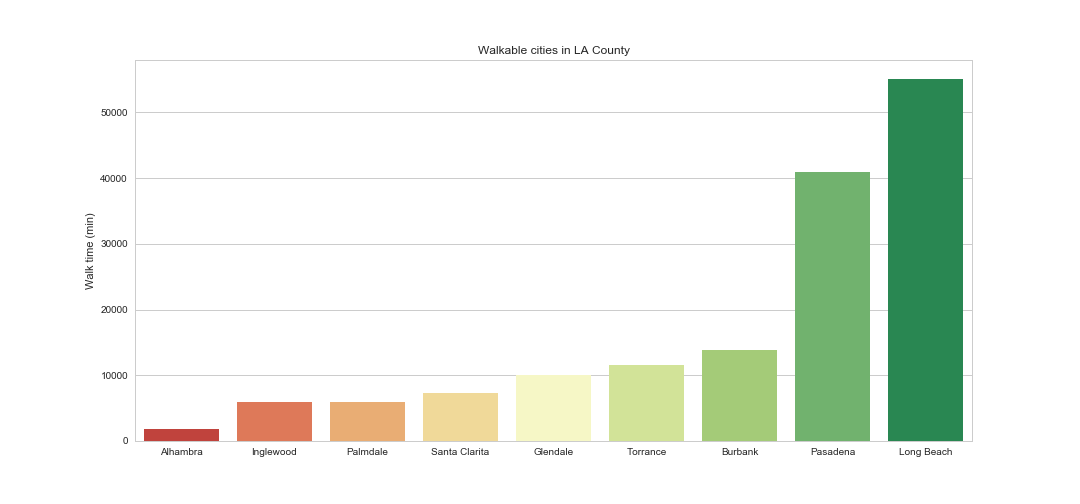 Walkable cities in LA County
Walk time (min)
50000
40000
30000
20000
10000
0
Alhambra Inglewood Palmdale Santa Clarita Glendale Torrance Burbank Pasadena Long Beach